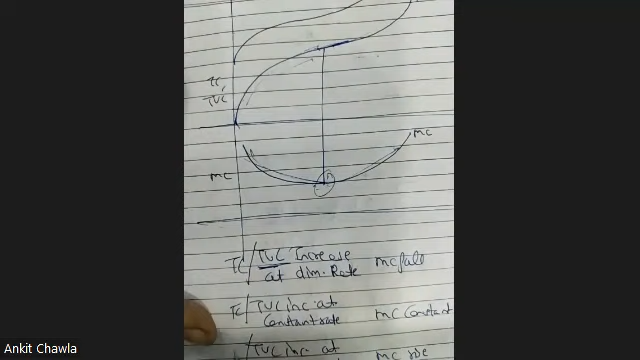 TC,
TVC
MC
MC
TC/TVC Increase
at dim. Rate MC falls
TC/TVC inc. at
Constant rate MC Constant
TVC inc. at
MC
Ankit Chawla